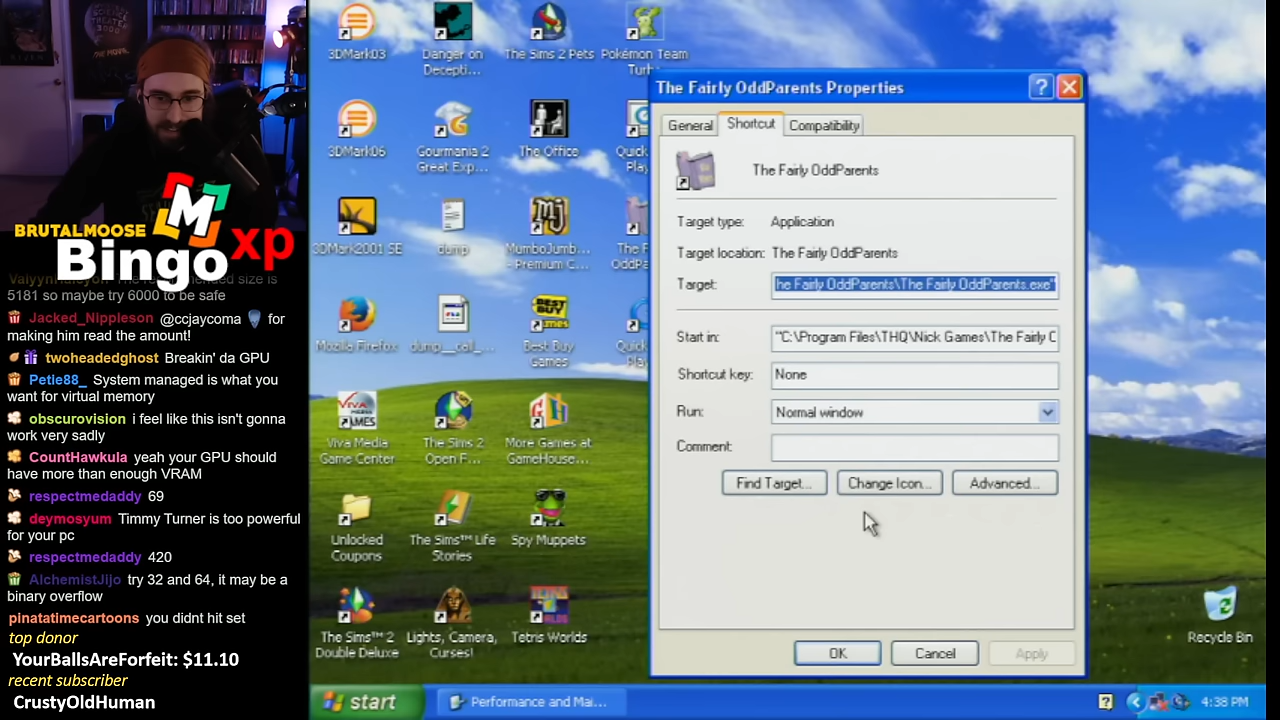 BRUTALMOOSE
M
Bingo xp
5181 so maybe try 6000 to be safe
Jacked_Nippleson @ccjaycoma for
making him read the amount!
twoheadedghost Breakin' da GPU
Petie88_ System managed is what you
want for virtual memory
obscurovision i feel like this isn't gonna
work very sadly
CountHawkula yeah your GPU should
have more than enough VRAM
respectmedaddy 69
deymosyum Timmy Turner is too powerful
for your pc
respectmedaddy 420
AlchemistJijo try 32 and 64, it may be a
binary overflow
pinatatimecartoons you didnt hit set
top donor
YourBallsAreForfeit: $11.10
recent subscriber
CrustyOldHuman
3DMark03
Danger on
Decepti...
The Sims 2 Pets
Pokémon Team
Turb
3DMark06
Gourmania 2
Great Exp...
The Office
Quick
Play
3DMark2001 SE
dump
MumboJumb...
- Premium C...
The F
OddPa
Mozilla Firefox
dump__call_...
Best Buy
Games
Quick
Play
Viva Media
Game Center
The Sims 2
Open F...
More Games at
GameHouse...
Unlocked
Coupons
The Sims™ Life
Stories
Spy Muppets
The Sims™ 2
Double Deluxe
Lights, Camera,
Curses!
Tetris Worlds
Recycle Bin
The Fairly OddParents Properties
General
Shortcut
Compatibility
The Fairly OddParents
Target type: Application
Target location: The Fairly OddParents
Target: he Fairly OddParents\The Fairly OddParents.exe"
Start in: "C:\Program Files\THQ\Nick Games\The Fairly O
Shortcut key: None
Run: Normal window
Comment:
Find Target...
Change Icon...
Advanced...
OK
Cancel
Apply
start
Performance and Mai...
4:38 PM